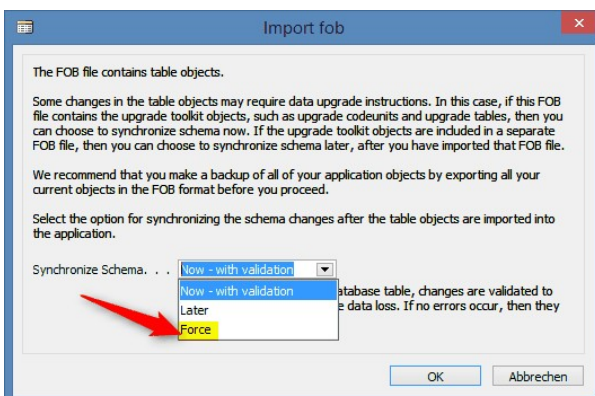 Import fob
The FOB file contains table objects.
Some changes in the table objects may require data upgrade instructions. In this case, if this FOB
file contains the upgrade toolkit objects, such as upgrade codeunits and upgrade tables, then you
can choose to synchronize schema now. If the upgrade toolkit objects are included in a separate
FOB file, then you can choose to synchronize schema later, after you have imported that FOB file.
We recommend that you make a backup of all of your application objects by exporting all your
current objects in the FOB format before you proceed.
Select the option for synchronizing the schema changes after the table objects are imported into
the application.
Synchronize Schema. . . Now - with validation
Now - with validation atabase table, changes are validated to
Later e data loss. If no errors occur, then they
Force
OK Abbrechen